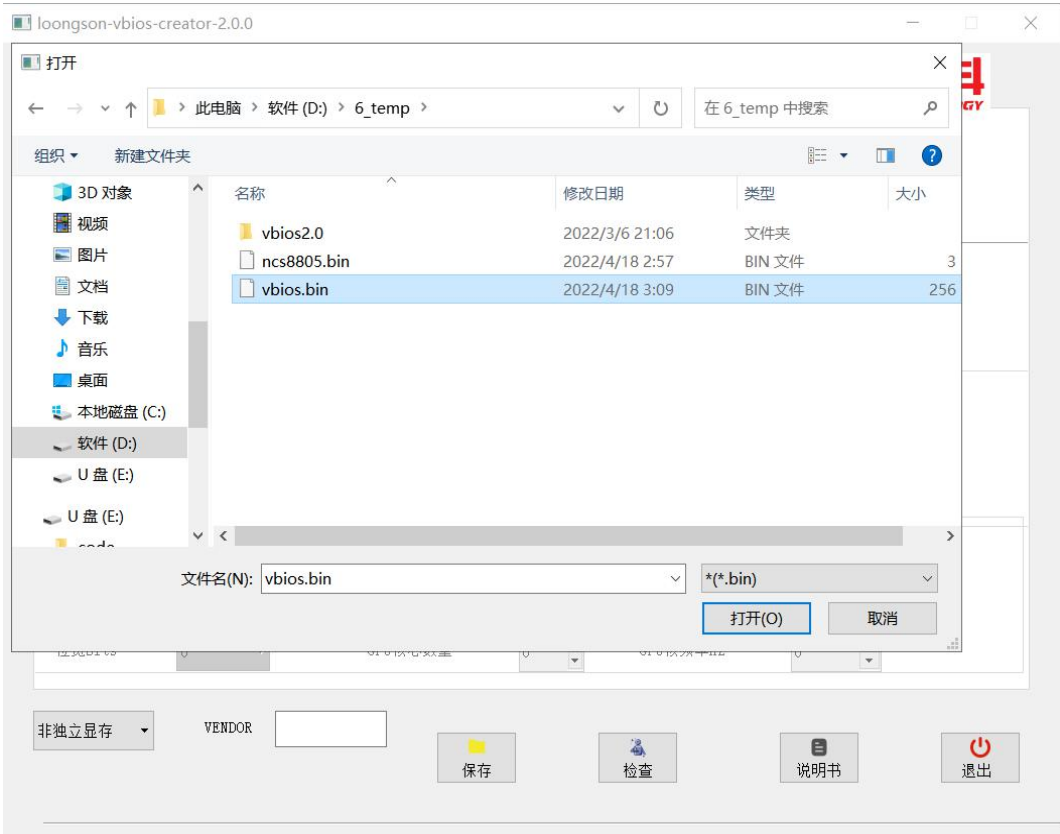 loongson-vbios-creator-2.0.0
打开
此电脑 > 软件 (D:) > 6_temp >
在 6_temp 中搜索
GY
组织 新建文件夹
名称 修改日期 类型 大小
3D 对象
视频
图片
文档
下载
音乐
桌面
本地磁盘 (C:)
软件 (D:)
U 盘 (E:)
U 盘 (E:)
vbios2.0 2022/3/6 21:06 文件夹
ncs8805.bin 2022/4/18 2:57 BIN 文件 3
vbios.bin 2022/4/18 3:09 BIN 文件 256
文件名(N): vbios.bin *(*.bin)
打开(O) 取消
非独立显存 VENDOR
保存 检查 说明书 退出